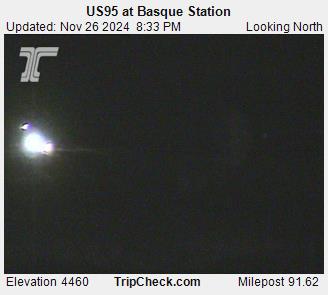 US95 at Basque Station
Updated: Nov 26 2024 8:33 PM Looking North
Elevation 4460 TripCheck.com Milepost 91.62